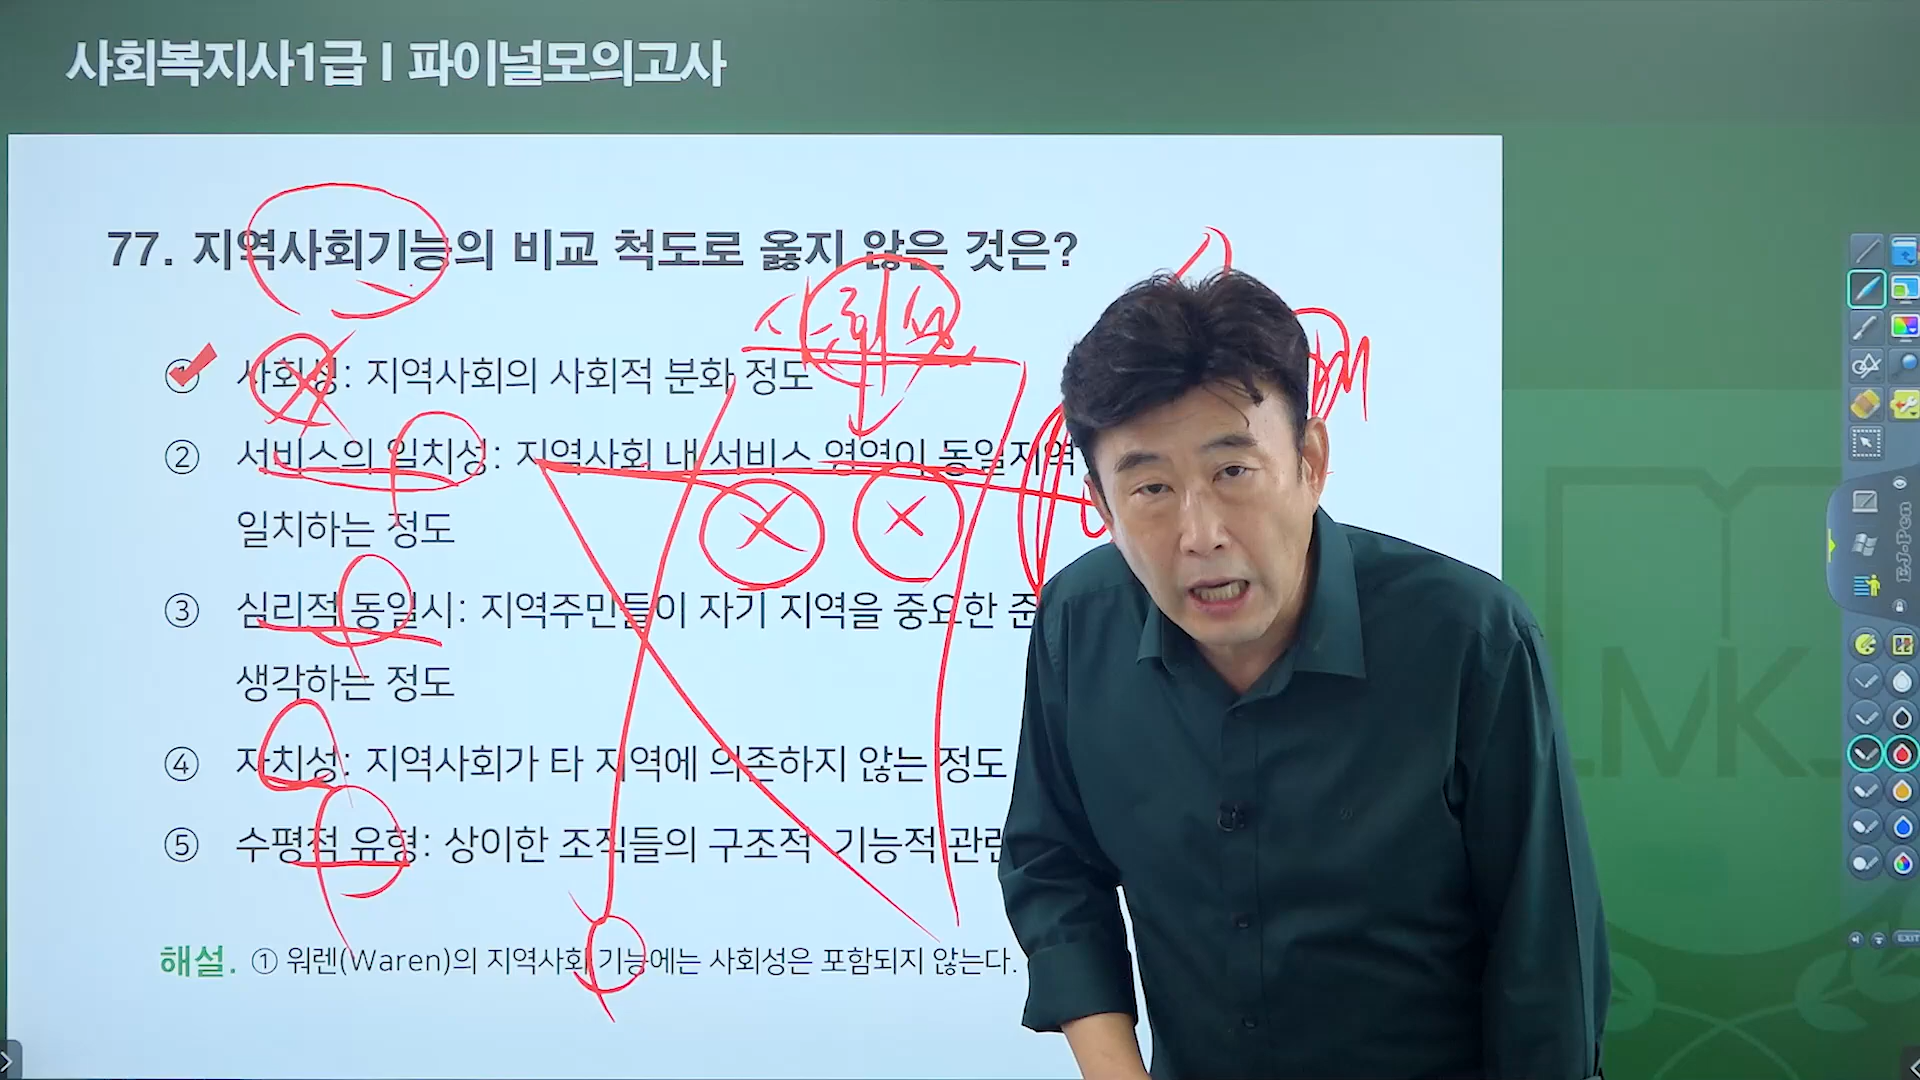 사회복지사1급 | 파이널모의고사
77. 지역사회기능의 비교 척도로 옳지 않은 것은?
① 사회성: 지역사회의 사회적 분화 정도
② 서비스의 일치성: 지역사회 내 서비스 영역이 동일지역
일치하는 정도
③ 심리적 동일시: 지역주민들이 자기 지역을 중요한 준
생각하는 정도
④ 자치성: 지역사회가 타 지역에 의존하지 않는 정도
⑤ 수평적 유형: 상이한 조직들의 구조적 기능적 관련
해설. ① 워렌(Waren)의 지역사회 기능에는 사회성은 포함되지 않는다.
사회성
MK
EJ-Pen
EXIT